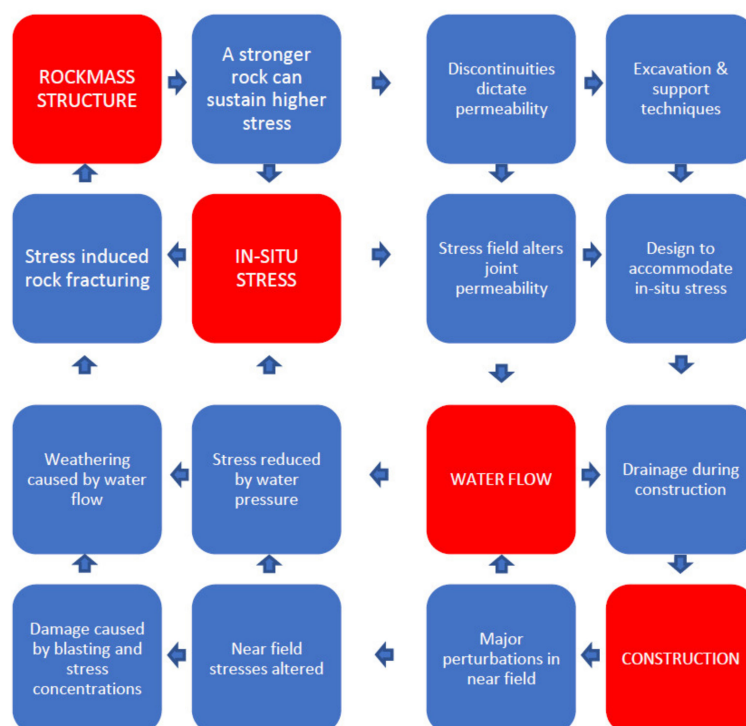 ROCKMASS
STRUCTURE
A stronger
rock can
sustain higher
stress
Discontinuities
dictate
permeability
Excavation &
support
techniques
Stress induced
rock fracturing
IN-SITU
STRESS
Stress field alters
joint
permeability
Design to
accommodate
in-situ stress
Weathering
caused by water
flow
Stress reduced
by water
pressure
WATER FLOW
Drainage during
construction
Damage caused
by blasting and
stress
concentrations
Near field
stresses altered
Major
perturbations in
near field
CONSTRUCTION